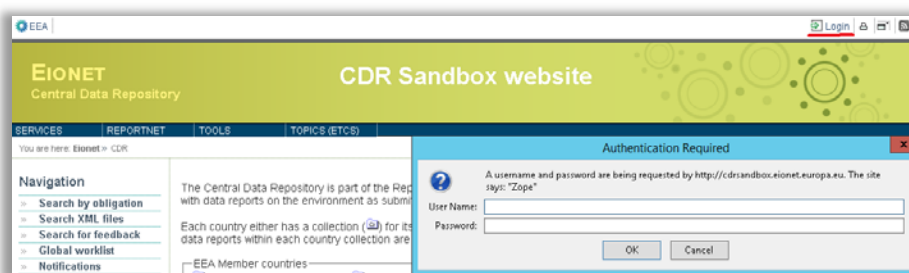 EEA
Login
EIONET
Central Data Repository
CDR Sandbox website
SERVICES REPORTNET TOOLS TOPICS (ETCS)
You are here: Eionet » CDR
Navigation
» Search by obligation
» Search XML files
» Search for feedback
» Global worklist
» Notifications
The Central Data Repository is part of the Rep
with data reports on the environment as submi
Each country either has a collection ( ) for its
data reports within each country collection are
EEA Member countries
Authentication Required
x
A username and password are being requested by http://cdrsandbox.eionet.europa.eu. The site
says: "Zope"
User Name:
Password:
OK Cancel